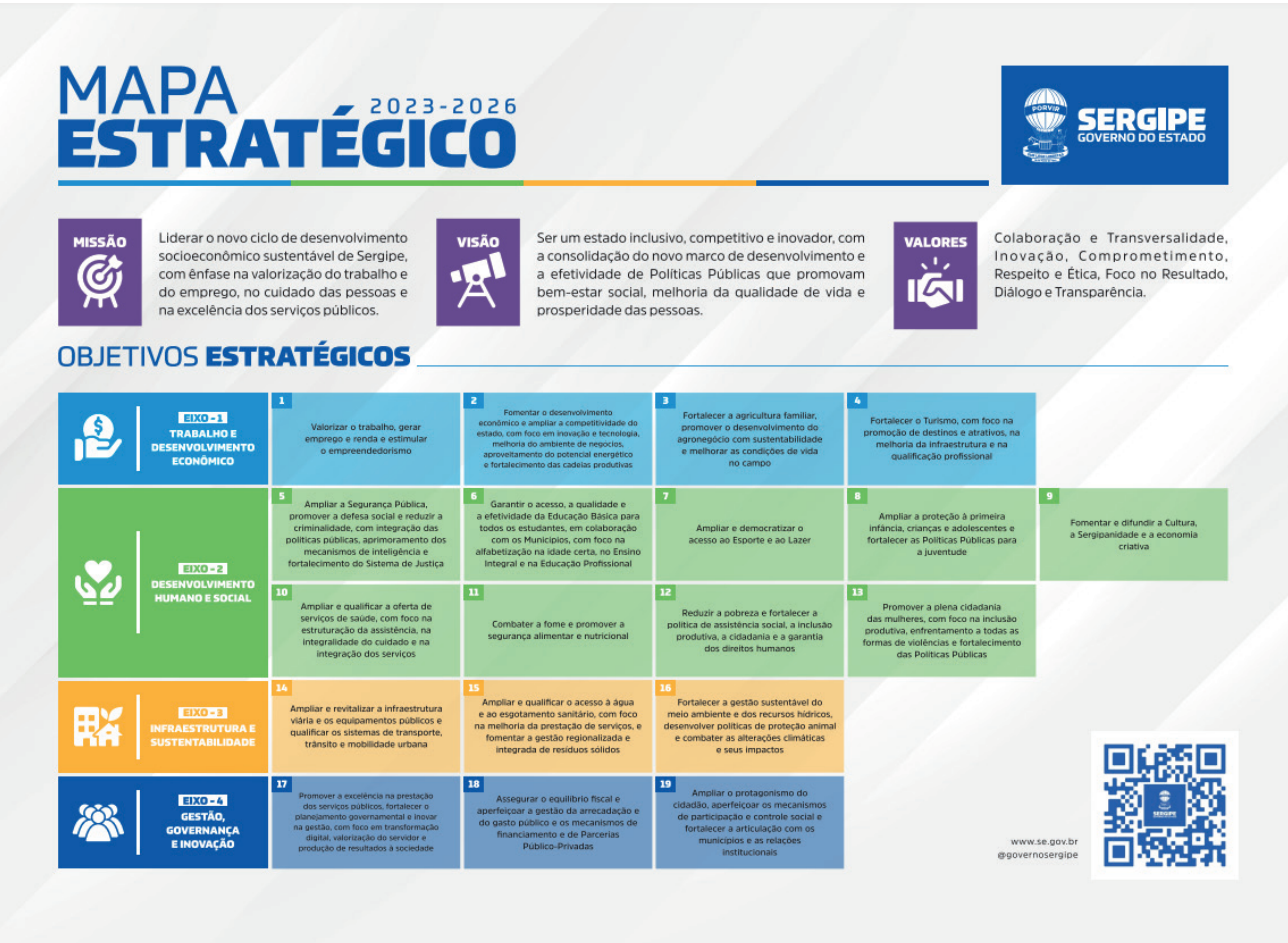 MAPA
2023-2026
ESTRATÉGICO
PORVIR
SERGIPE
GOVERNO DO ESTADO
MISSÃO
Liderar o novo ciclo de desenvolvimento
socioeconômico sustentável de Sergipe,
com ênfase na valorização do trabalho e
do emprego, no cuidado das pessoas e
na excelência dos serviços públicos.
VISÃO
Ser um estado inclusivo, competitivo e inovador, com
a consolidação do novo marco de desenvolvimento e
a efetividade de Políticas Públicas que promovam
bem-estar social, melhoria da qualidade de vida e
prosperidade das pessoas.
VALORES
Colaboração e Transversalidade,
Inovação, Comprometimento,
Respeito e Ética, Foco no Resultado,
Diálogo e Transparência.
OBJETIVOS ESTRATÉGICOS
EIXO - 1
TRABALHO E
DESENVOLVIMENTO
ECONÔMICO
1
Valorizar o trabalho, gerar
emprego e renda e estimular
o empreendedorismo
2
Fomentar o desenvolvimento
econômico e ampliar a competitividade do
estado, com foco em inovação e tecnologia,
melhoria do ambiente de negocios,
aproveitamento do potencial energético
e fortalecimento das cadeias produtivas
3
Fortalecer a agricultura familiar,
promover o desenvolvimento do
agronegócio com sustentabilidade
e melhorar as condições de vida
no campo
4
Fortalecer o Turismo, com foco na
promoção de destinos e atrativos, na
melhoria da infraestrutura e na
qualificação profissional
EIXO - 2
DESENVOLVIMENTO
HUMANO E SOCIAL
5
Ampliar a Segurança Pública,
promover a defesa social e reduzir a
criminalidade, com integração das
políticas públicas, aprimoramento dos
mecanismos de inteligência e
fortalecimento do Sistema de Justiça
6
Garantir o acesso, a qualidade e
a efetividade da Educação Básica para
todos os estudantes, em colaboração
com os Municípios, com foco na
alfabetização na idade certa, no Ensino
Integral e na Educação Profissional
7
Ampliar e democratizar o
acesso ao Esporte e ao Lazer
8
Ampliar a proteção à primeira
infância, crianças e adolescentes e
fortalecer as Políticas Públicas para
a juventude
9
Fomentar e difundir a Cultura,
a Sergipanidade e a economia
criativa
10
Ampliar e qualificar a oferta de
serviços de saúde, com foco na
estruturação da assistência, na
integralidade do cuidado e na
integração dos serviços
11
Combater a fome e promover a
segurança alimentar e nutricional
12
Reduzir a pobreza e fortalecer a
política de assistência social, a inclusão
produtiva, a cidadania e a garantia
dos direitos humanos
13
Promover a plena cidadania
das mulheres, com foco na inclusão
produtiva, enfrentamento a todas as
formas de violências e fortalecimento
das Políticas Públicas
EIXO - 3
INFRAESTRUTURA E
SUSTENTABILIDADE
14
Ampliar e revitalizar a infraestrutura
viária e os equipamentos públicos e
qualificar os sistemas de transporte,
trânsito e mobilidade urbana
15
Ampliar e qualificar o acesso à água
e ao esgotamento sanitário, com foco
na melhoria da prestação de serviços, e
fomentar a gestão regionalizada e
integrada de resíduos sólidos
16
Fortalecer a gestão sustentável do
meio ambiente e dos recursos hídricos,
desenvolver políticas de proteção animal
e combater as alterações climáticas
e seus impactos
EIXO - 4
GESTÃO,
GOVERNANÇA
E INOVAÇÃO
17
Promover a excelência na prestação
dos serviços públicos, fortalecer o
planejamento governamental e inovar
na gestão, com foco em transformação
digital, valorização do servidor e
produção de resultados à sociedade
18
Assegurar o equilíbrio fiscal e
aperfeiçoar a gestão da arrecadação e
do gasto público e os mecanismos de
financiamento e de Parcerias
Público-Privadas
19
Ampliar o protagonismo do
cidadão, aperfeiçoar os mecanismos
de participação e controle social e
fortalecer a articulação com os
municípios e as relações
institucionais
www.se.gov.br
@governosergipe
SERGIPE